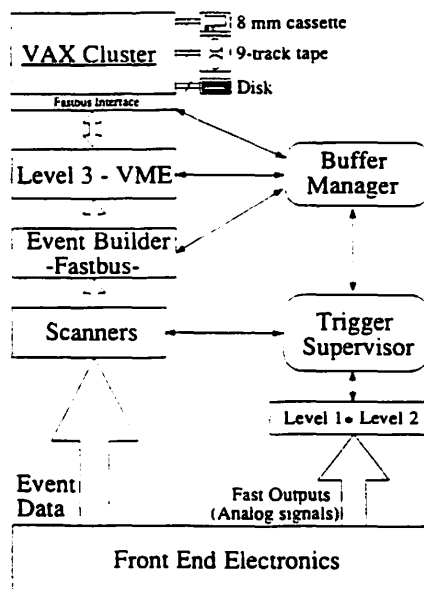 8 mm cassette
VAX Cluster
9-track tape
Disk
Fastbus Interface
Level 3 - VME
Buffer
Manager
Event Builder
-Fastbus-
Scanners
Trigger
Supervisor
Level 1 • Level 2
Event
Data
Fast Outputs
(Analog signals)
Front End Electronics